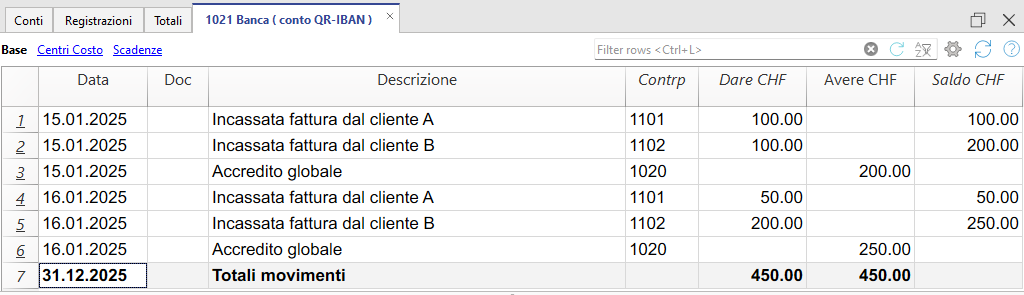 Conti Registrazioni Totali 1021 Banca ( conto QR-IBAN )
Base Centri Costo Scadenze Filter rows <Ctrl+L>
Data Doc Descrizione Contrp Dare CHF Avere CHF Saldo CHF
1 15.01.2025 Incassata fattura dal cliente A 1101 100.00 100.00
2 15.01.2025 Incassata fattura dal cliente B 1102 100.00 200.00
3 15.01.2025 Accredito globale 1020 200.00
4 16.01.2025 Incassata fattura dal cliente A 1101 50.00 50.00
5 16.01.2025 Incassata fattura dal cliente B 1102 200.00 250.00
6 16.01.2025 Accredito globale 1020 250.00
7 31.12.2025 Totali movimenti 450.00 450.00